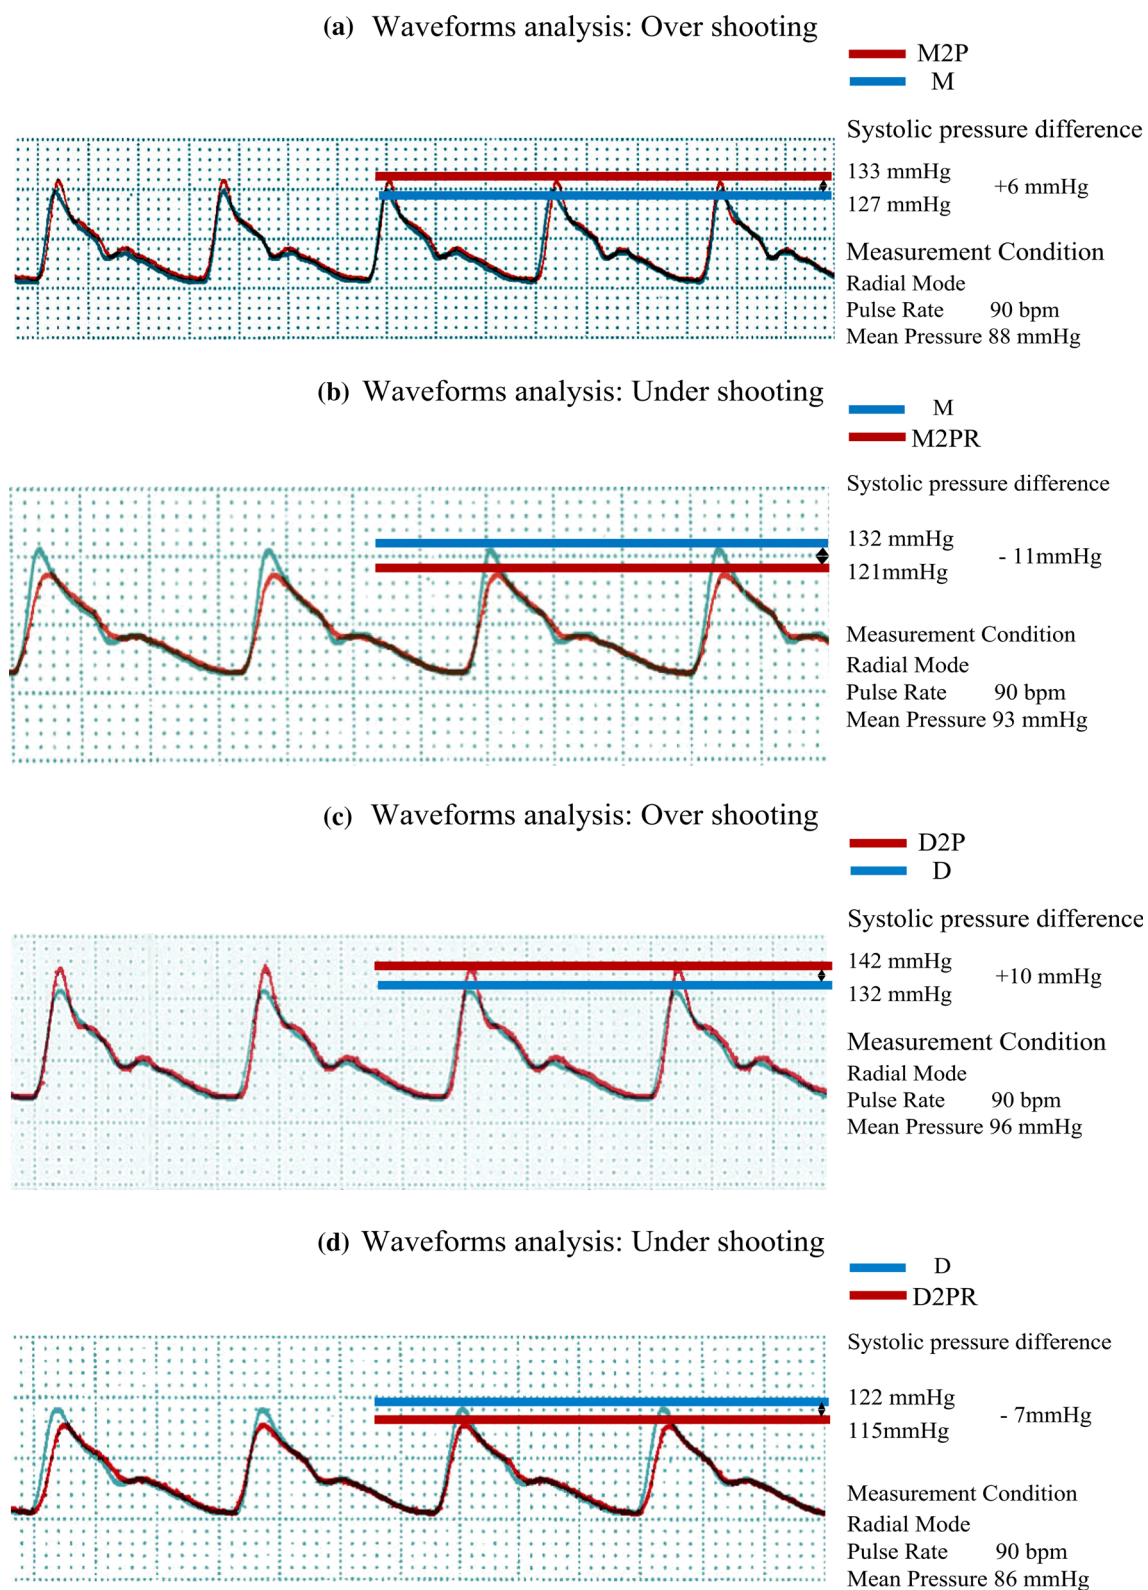 (a) Waveforms analysis: Over shooting
M2P
M
Systolic pressure difference
133 mmHg
+6 mmHg
127 mmHg
Measurement Condition
Radial Mode
Pulse Rate 90 bpm
Mean Pressure 88 mmHg
(b) Waveforms analysis: Under shooting
M
M2PR
Systolic pressure difference
132 mmHg
- 11mmHg
121mmHg
Measurement Condition
Radial Mode
Pulse Rate 90 bpm
Mean Pressure 93 mmHg
(c) Waveforms analysis: Over shooting
D2P
D
Systolic pressure difference
142 mmHg
+10 mmHg
132 mmHg
Measurement Condition
Radial Mode
Pulse Rate 90 bpm
Mean Pressure 96 mmHg
(d) Waveforms analysis: Under shooting
D
D2PR
Systolic pressure difference
122 mmHg
- 7mmHg
115mmHg
Measurement Condition
Radial Mode
Pulse Rate 90 bpm
Mean Pressure 86 mmHg